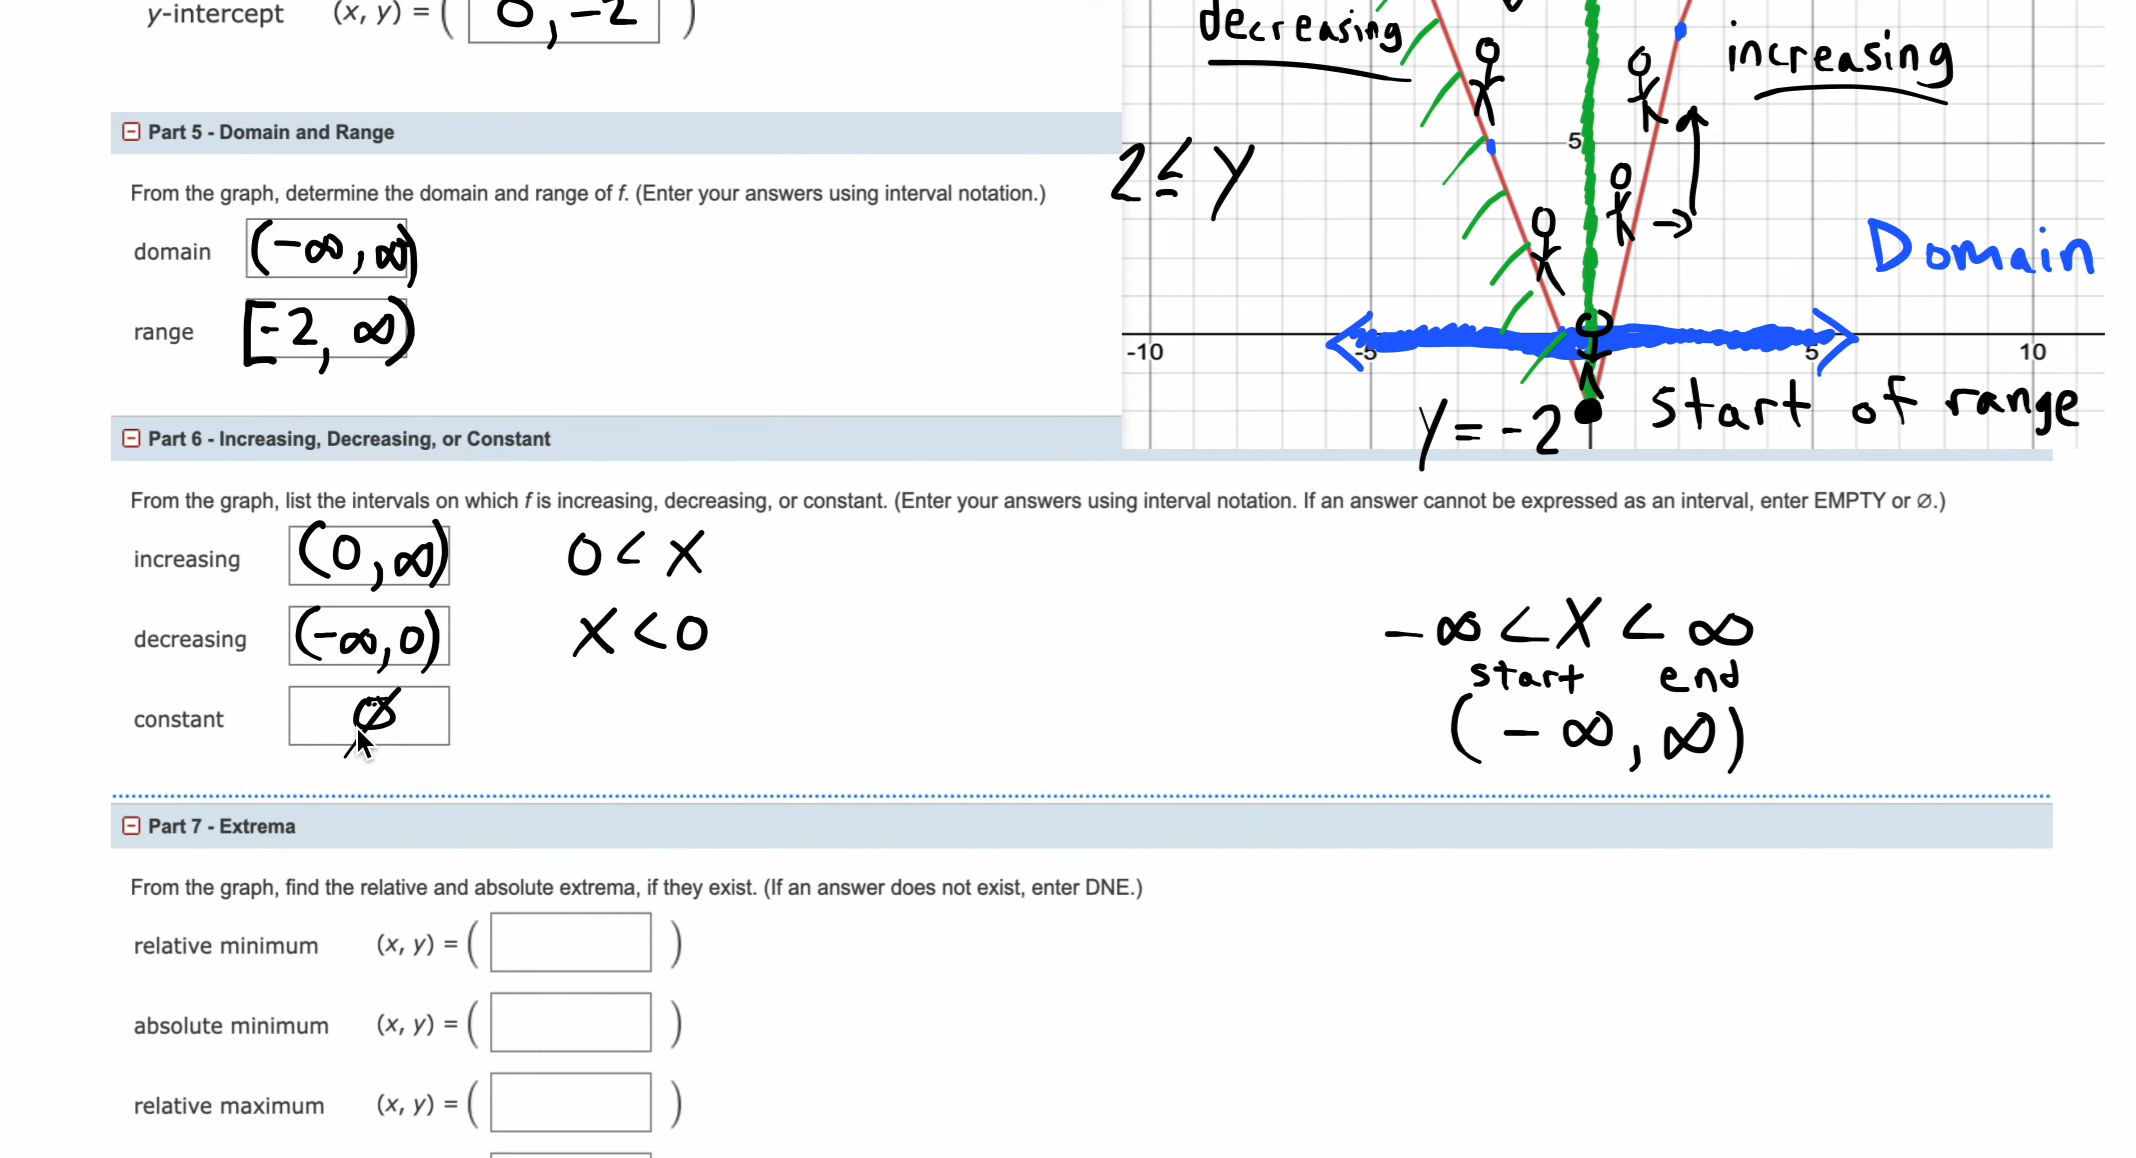 y-intercept (x, y) = ( 0, -2 )
decreasing
increasing
Part 5 - Domain and Range
5
2 ≤ y
From the graph, determine the domain and range of f. (Enter your answers using interval notation.)
domain (-∞, ∞)
Domain
range [-2, ∞)
-10 -5 5 10
y = -2 start of range
Part 6 - Increasing, Decreasing, or Constant
From the graph, list the intervals on which f is increasing, decreasing, or constant. (Enter your answers using interval notation. If an answer cannot be expressed as an interval, enter EMPTY or ∅.)
increasing (0, ∞) 0 < x
decreasing (-∞, 0) x < 0
-∞ < x < ∞
start end
(-∞, ∞)
constant ∅
Part 7 - Extrema
From the graph, find the relative and absolute extrema, if they exist. (If an answer does not exist, enter DNE.)
relative minimum (x, y) = ( )
absolute minimum (x, y) = ( )
relative maximum (x, y) = ( )